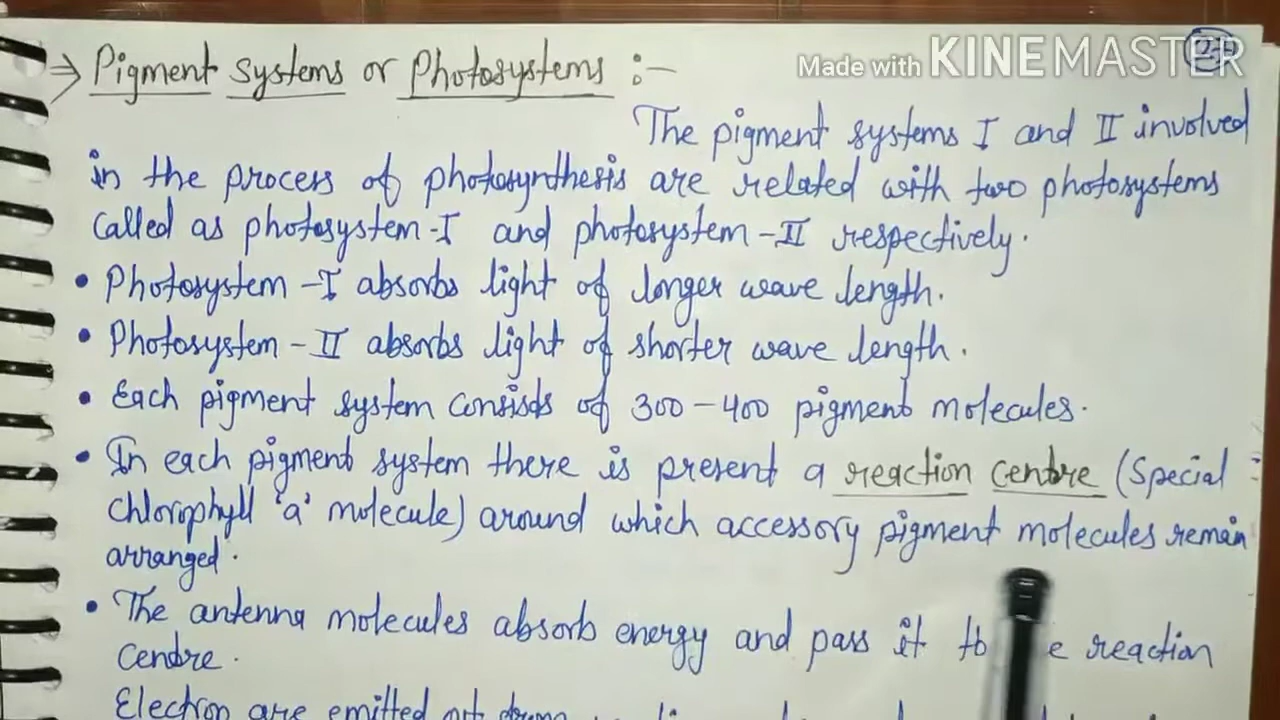 ⇒ Pigment systems or Photosystems :-
Made with KINEMASTER
The pigment systems I and II involved
in the process of photosynthesis are related with two photosystems
called as photosystem-I and photosystem-II respectively.
• Photosystem-I absorbs light of longer wave length.
• Photosystem-II absorbs light of shorter wave length.
• Each pigment system consists of 300-400 pigment molecules.
• In each pigment system there is present a reaction centre (Special
chlorophyll 'a' molecule) around which accessory pigment molecules remain
arranged.
• The antenna molecules absorb energy and pass it to reaction
centre.
Electron are emitted